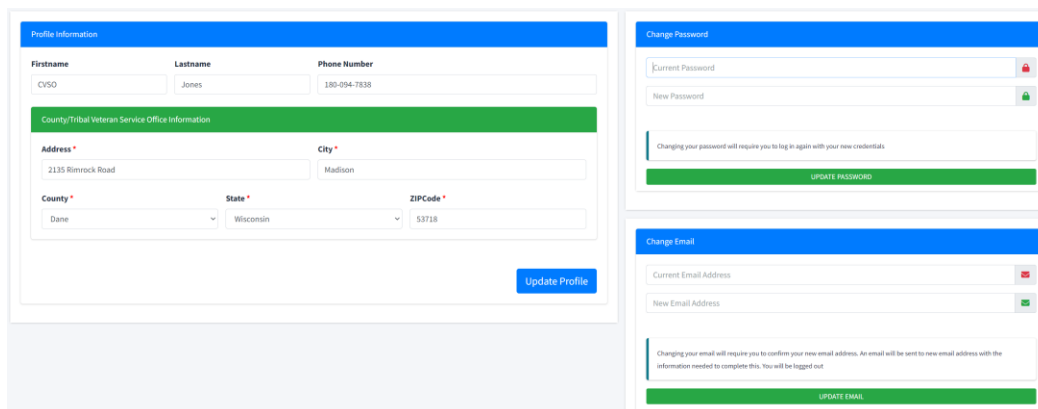 Profile Information
Firstname Lastname Phone Number
CVSO Jones 180-094-7838
County/Tribal Veteran Service Office Information
Address * City *
2135 Rimrock Road Madison
County * State * ZIPCode *
Dane Wisconsin 53718
Update Profile
Change Password
Current Password
New Password
Changing your password will require you to log in again with your new credentials
UPDATE PASSWORD
Change Email
Current Email Address
New Email Address
Changing your email will require you to confirm your new email address. An email will be sent to new email address with the
information needed to complete this. You will be logged out
UPDATE EMAIL